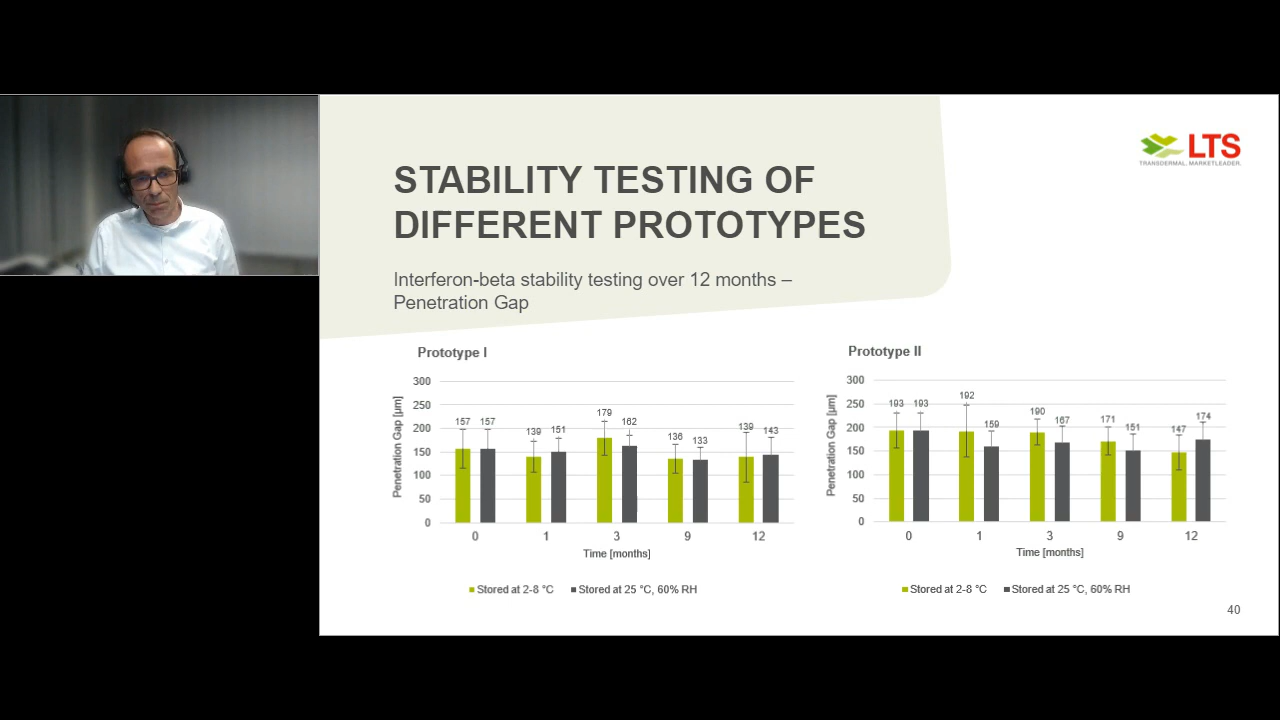 LTS
TRANSDERMAL. MARKETLEADER.
STABILITY TESTING OF
DIFFERENT PROTOTYPES
Interferon-beta stability testing over 12 months –
Penetration Gap
Prototype I
Penetration Gap [µm]
300
250
200
150
100
50
0
157 157
139 151
179 162
136 133
139 143
0 1 3 9 12
Time [months]
Stored at 2-8 °C Stored at 25 °C, 60% RH
Prototype II
Penetration Gap [µm]
300
250
200
150
100
50
0
193 193
192 159
190 167
171 151
147 174
0 1 3 9 12
Time [months]
Stored at 2-8 °C Stored at 25 °C, 60% RH
40